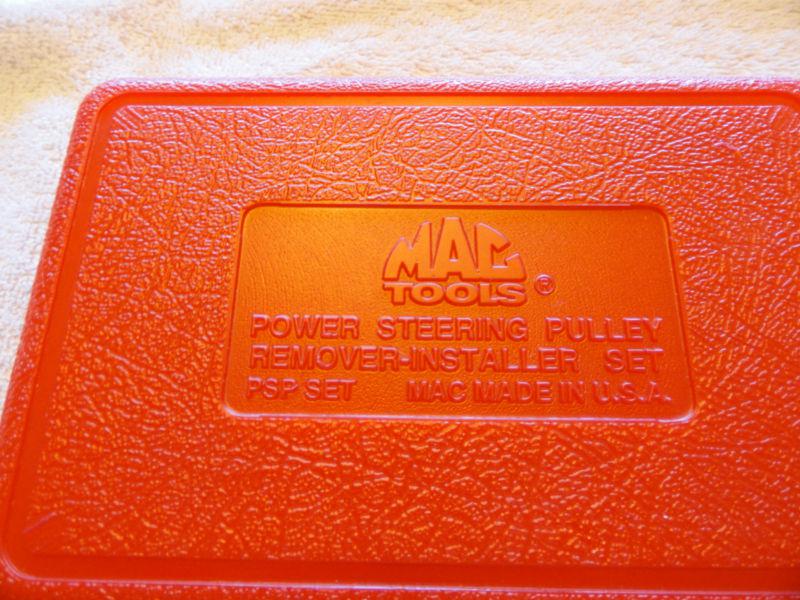 MAC
TOOLS ®
POWER STEERING PULLEY
REMOVER-INSTALLER SET
PSP SET MAC MADE IN U.S.A.